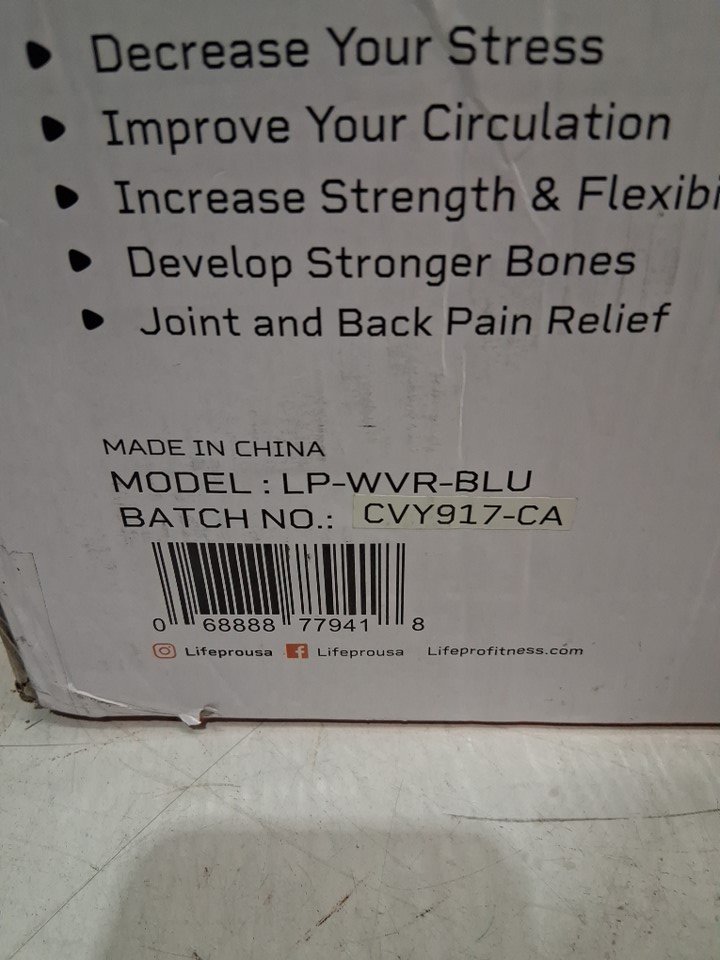 Decrease Your Stress
Improve Your Circulation
Increase Strength & Flexibi
Develop Stronger Bones
Joint and Back Pain Relief
MADE IN CHINA
MODEL : LP-WVR-BLU
BATCH NO.: CVY917-CA
0 68888 77941 8
Lifeprousa Lifeprousa Lifeprofitness.com